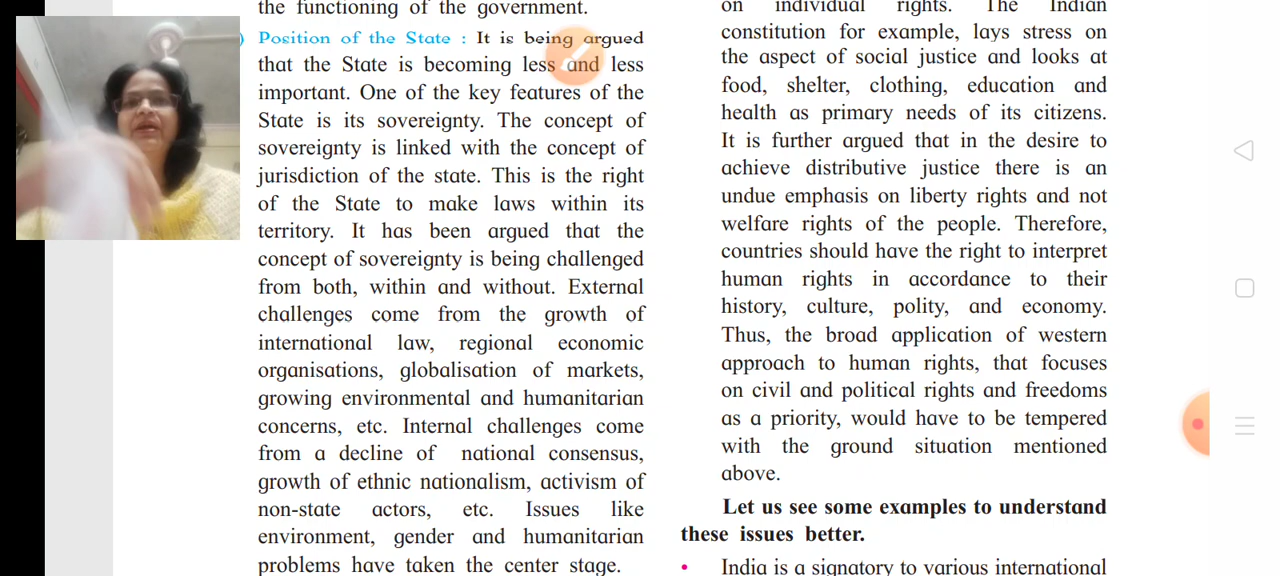 the functioning of the government.
) Position of the State : It is being argued
that the State is becoming less and less
important. One of the key features of the
State is its sovereignty. The concept of
sovereignty is linked with the concept of
jurisdiction of the state. This is the right
of the State to make laws within its
territory. It has been argued that the
concept of sovereignty is being challenged
from both, within and without. External
challenges come from the growth of
international law, regional economic
organisations, globalisation of markets,
growing environmental and humanitarian
concerns, etc. Internal challenges come
from a decline of national consensus,
growth of ethnic nationalism, activism of
non-state actors, etc. Issues like
environment, gender and humanitarian
problems have taken the center stage.
on individual rights. The Indian
constitution for example, lays stress on
the aspect of social justice and looks at
food, shelter, clothing, education and
health as primary needs of its citizens.
It is further argued that in the desire to
achieve distributive justice there is an
undue emphasis on liberty rights and not
welfare rights of the people. Therefore,
countries should have the right to interpret
human rights in accordance to their
history, culture, polity, and economy.
Thus, the broad application of western
approach to human rights, that focuses
on civil and political rights and freedoms
as a priority, would have to be tempered
with the ground situation mentioned
above.
Let us see some examples to understand
these issues better.
• India is a signatory to various international